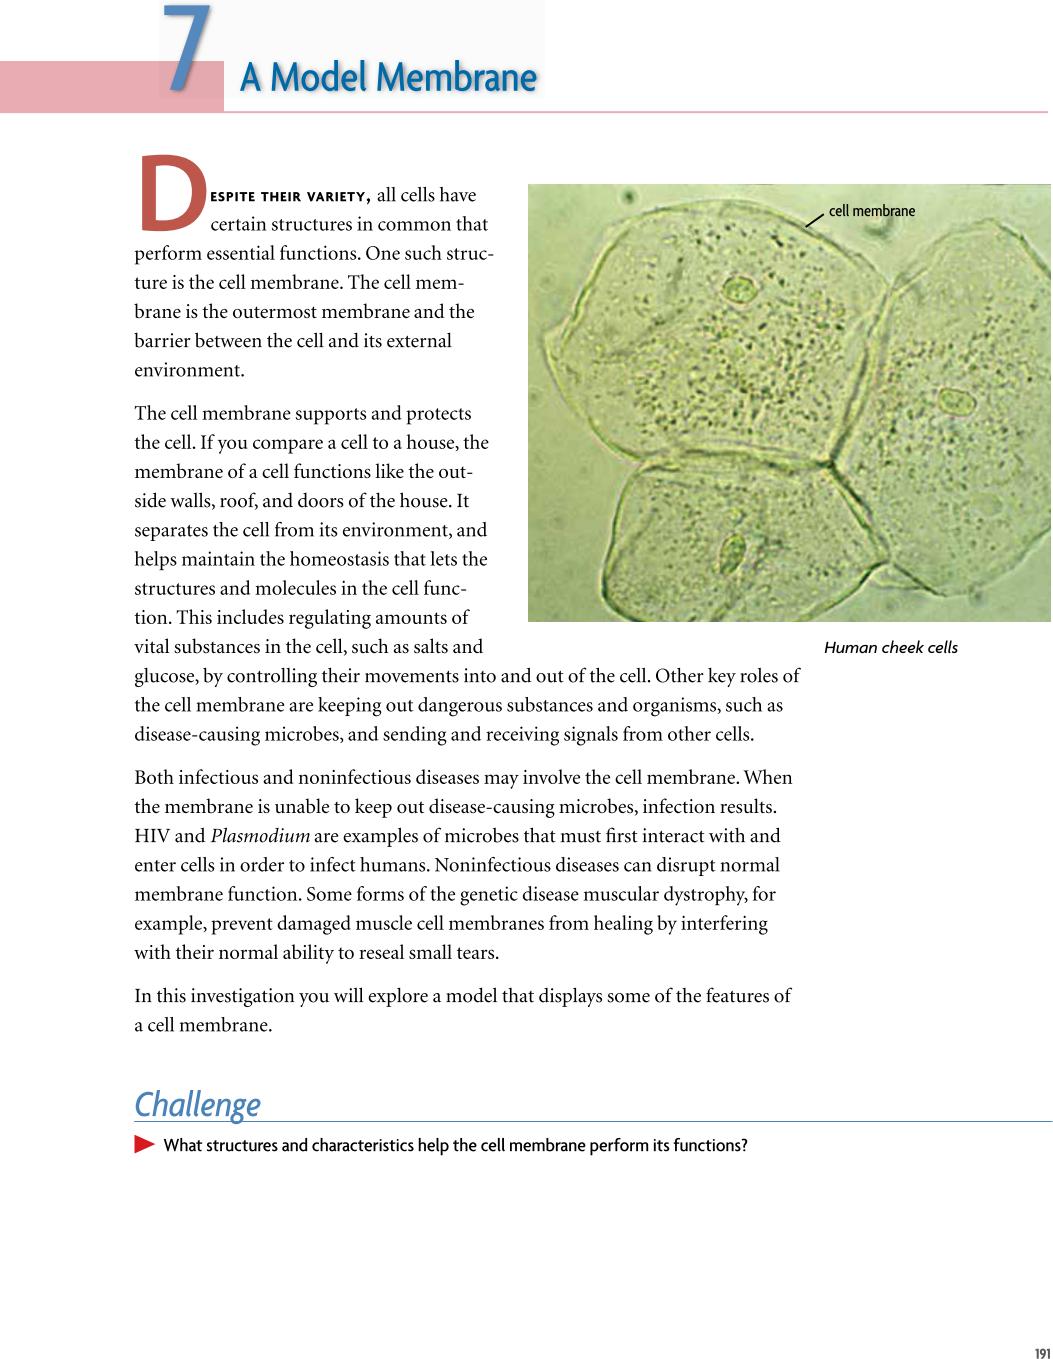 7
A Model Membrane
DESPITE THEIR VARIETY, all cells have
certain structures in common that
perform essential functions. One such struc-
ture is the cell membrane. The cell mem-
brane is the outermost membrane and the
barrier between the cell and its external
environment.
The cell membrane supports and protects
the cell. If you compare a cell to a house, the
membrane of a cell functions like the out-
side walls, roof, and doors of the house. It
separates the cell from its environment, and
helps maintain the homeostasis that lets the
structures and molecules in the cell func-
tion. This includes regulating amounts of
vital substances in the cell, such as salts and
glucose, by controlling their movements into and out of the cell. Other key roles of
the cell membrane are keeping out dangerous substances and organisms, such as
disease-causing microbes, and sending and receiving signals from other cells.
cell membrane
Human cheek cells
Both infectious and noninfectious diseases may involve the cell membrane. When
the membrane is unable to keep out disease-causing microbes, infection results.
HIV and Plasmodium are examples of microbes that must first interact with and
enter cells in order to infect humans. Noninfectious diseases can disrupt normal
membrane function. Some forms of the genetic disease muscular dystrophy, for
example, prevent damaged muscle cell membranes from healing by interfering
with their normal ability to reseal small tears.
In this investigation you will explore a model that displays some of the features of
a cell membrane.
Challenge
What structures and characteristics help the cell membrane perform its functions?
191